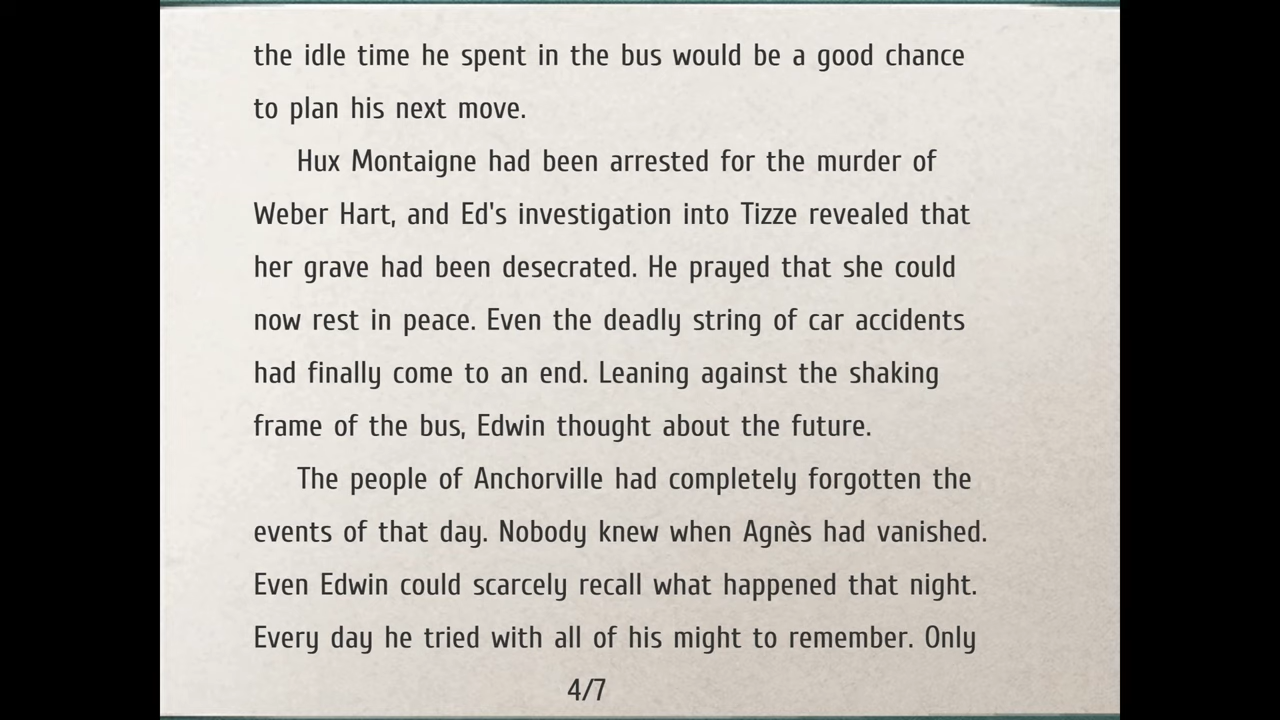 the idle time he spent in the bus would be a good chance
to plan his next move.
Hux Montaigne had been arrested for the murder of
Weber Hart, and Ed's investigation into Tizze revealed that
her grave had been desecrated. He prayed that she could
now rest in peace. Even the deadly string of car accidents
had finally come to an end. Leaning against the shaking
frame of the bus, Edwin thought about the future.
The people of Anchorville had completely forgotten the
events of that day. Nobody knew when Agnès had vanished.
Even Edwin could scarcely recall what happened that night.
Every day he tried with all of his might to remember. Only
4/7